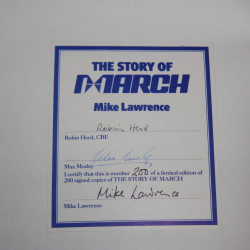 THE STORY OF
MARCH
Mike Lawrence
Robin Herd
Robin Herd, CBE
Max Mosley
I certify that this is number 200 of a limited edition of
200 signed copies of THE STORY OF MARCH
Mike Lawrence
Mike Lawrence